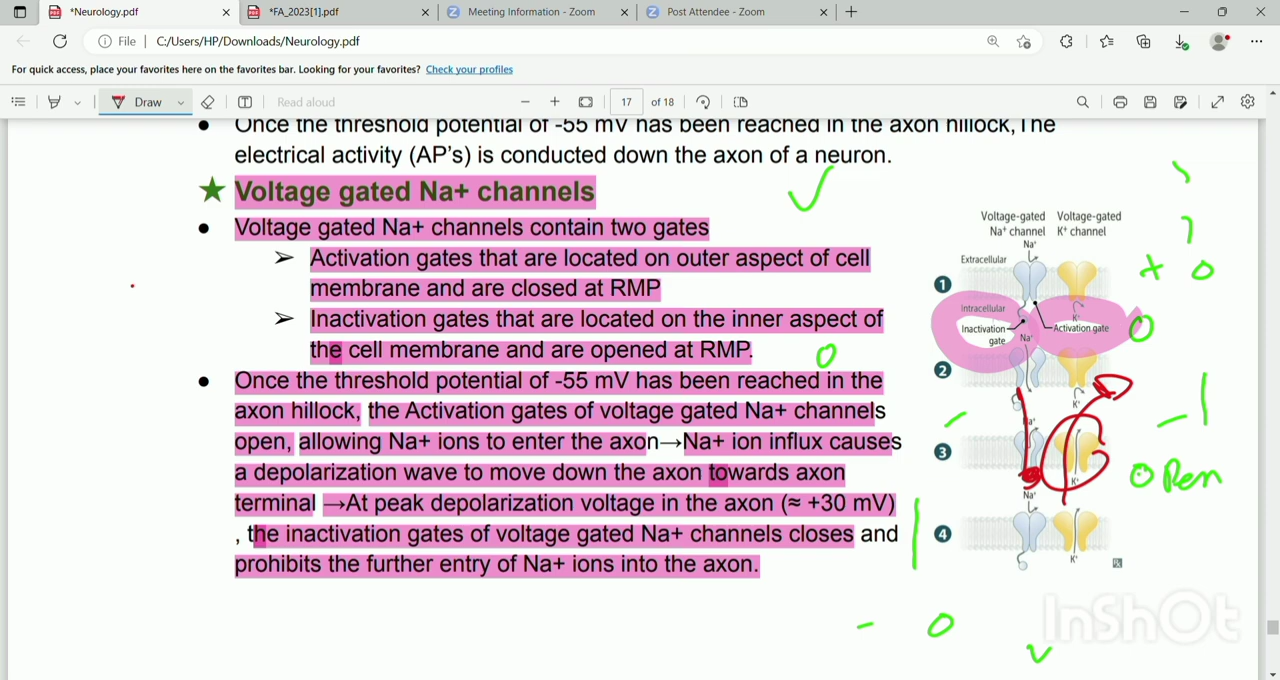 *Neurology.pdf
*FA_2023[1].pdf
Meeting Information - Zoom
Post Attendee - Zoom
File
C:/Users/HP/Downloads/Neurology.pdf
For quick access, place your favorites here on the favorites bar. Looking for your favorites? Check your profiles
Draw
Read aloud
17 of 18
Once the threshold potential of -55 mV has been reached in the axon hillock,The
electrical activity (AP's) is conducted down the axon of a neuron.
Voltage gated Na+ channels
Voltage gated Na+ channels contain two gates
Activation gates that are located on outer aspect of cell
membrane and are closed at RMP
Inactivation gates that are located on the inner aspect of
the cell membrane and are opened at RMP.
Once the threshold potential of -55 mV has been reached in the
axon hillock, the Activation gates of voltage gated Na+ channels
open, allowing Na+ ions to enter the axon→Na+ ion influx causes
a depolarization wave to move down the axon towards axon
terminal →At peak depolarization voltage in the axon (≈ +30 mV)
, the inactivation gates of voltage gated Na+ channels closes and
prohibits the further entry of Na+ ions into the axon.
Voltage-gated Na+ channel
Voltage-gated K+ channel
Na+
Extracellular
1
Intracellular
K+
Inactivation gate
Activation gate
Na+
2
K+
Na+
3
K+
Na+
4
K+
+ 0
0
0
open
- 0
InShOt